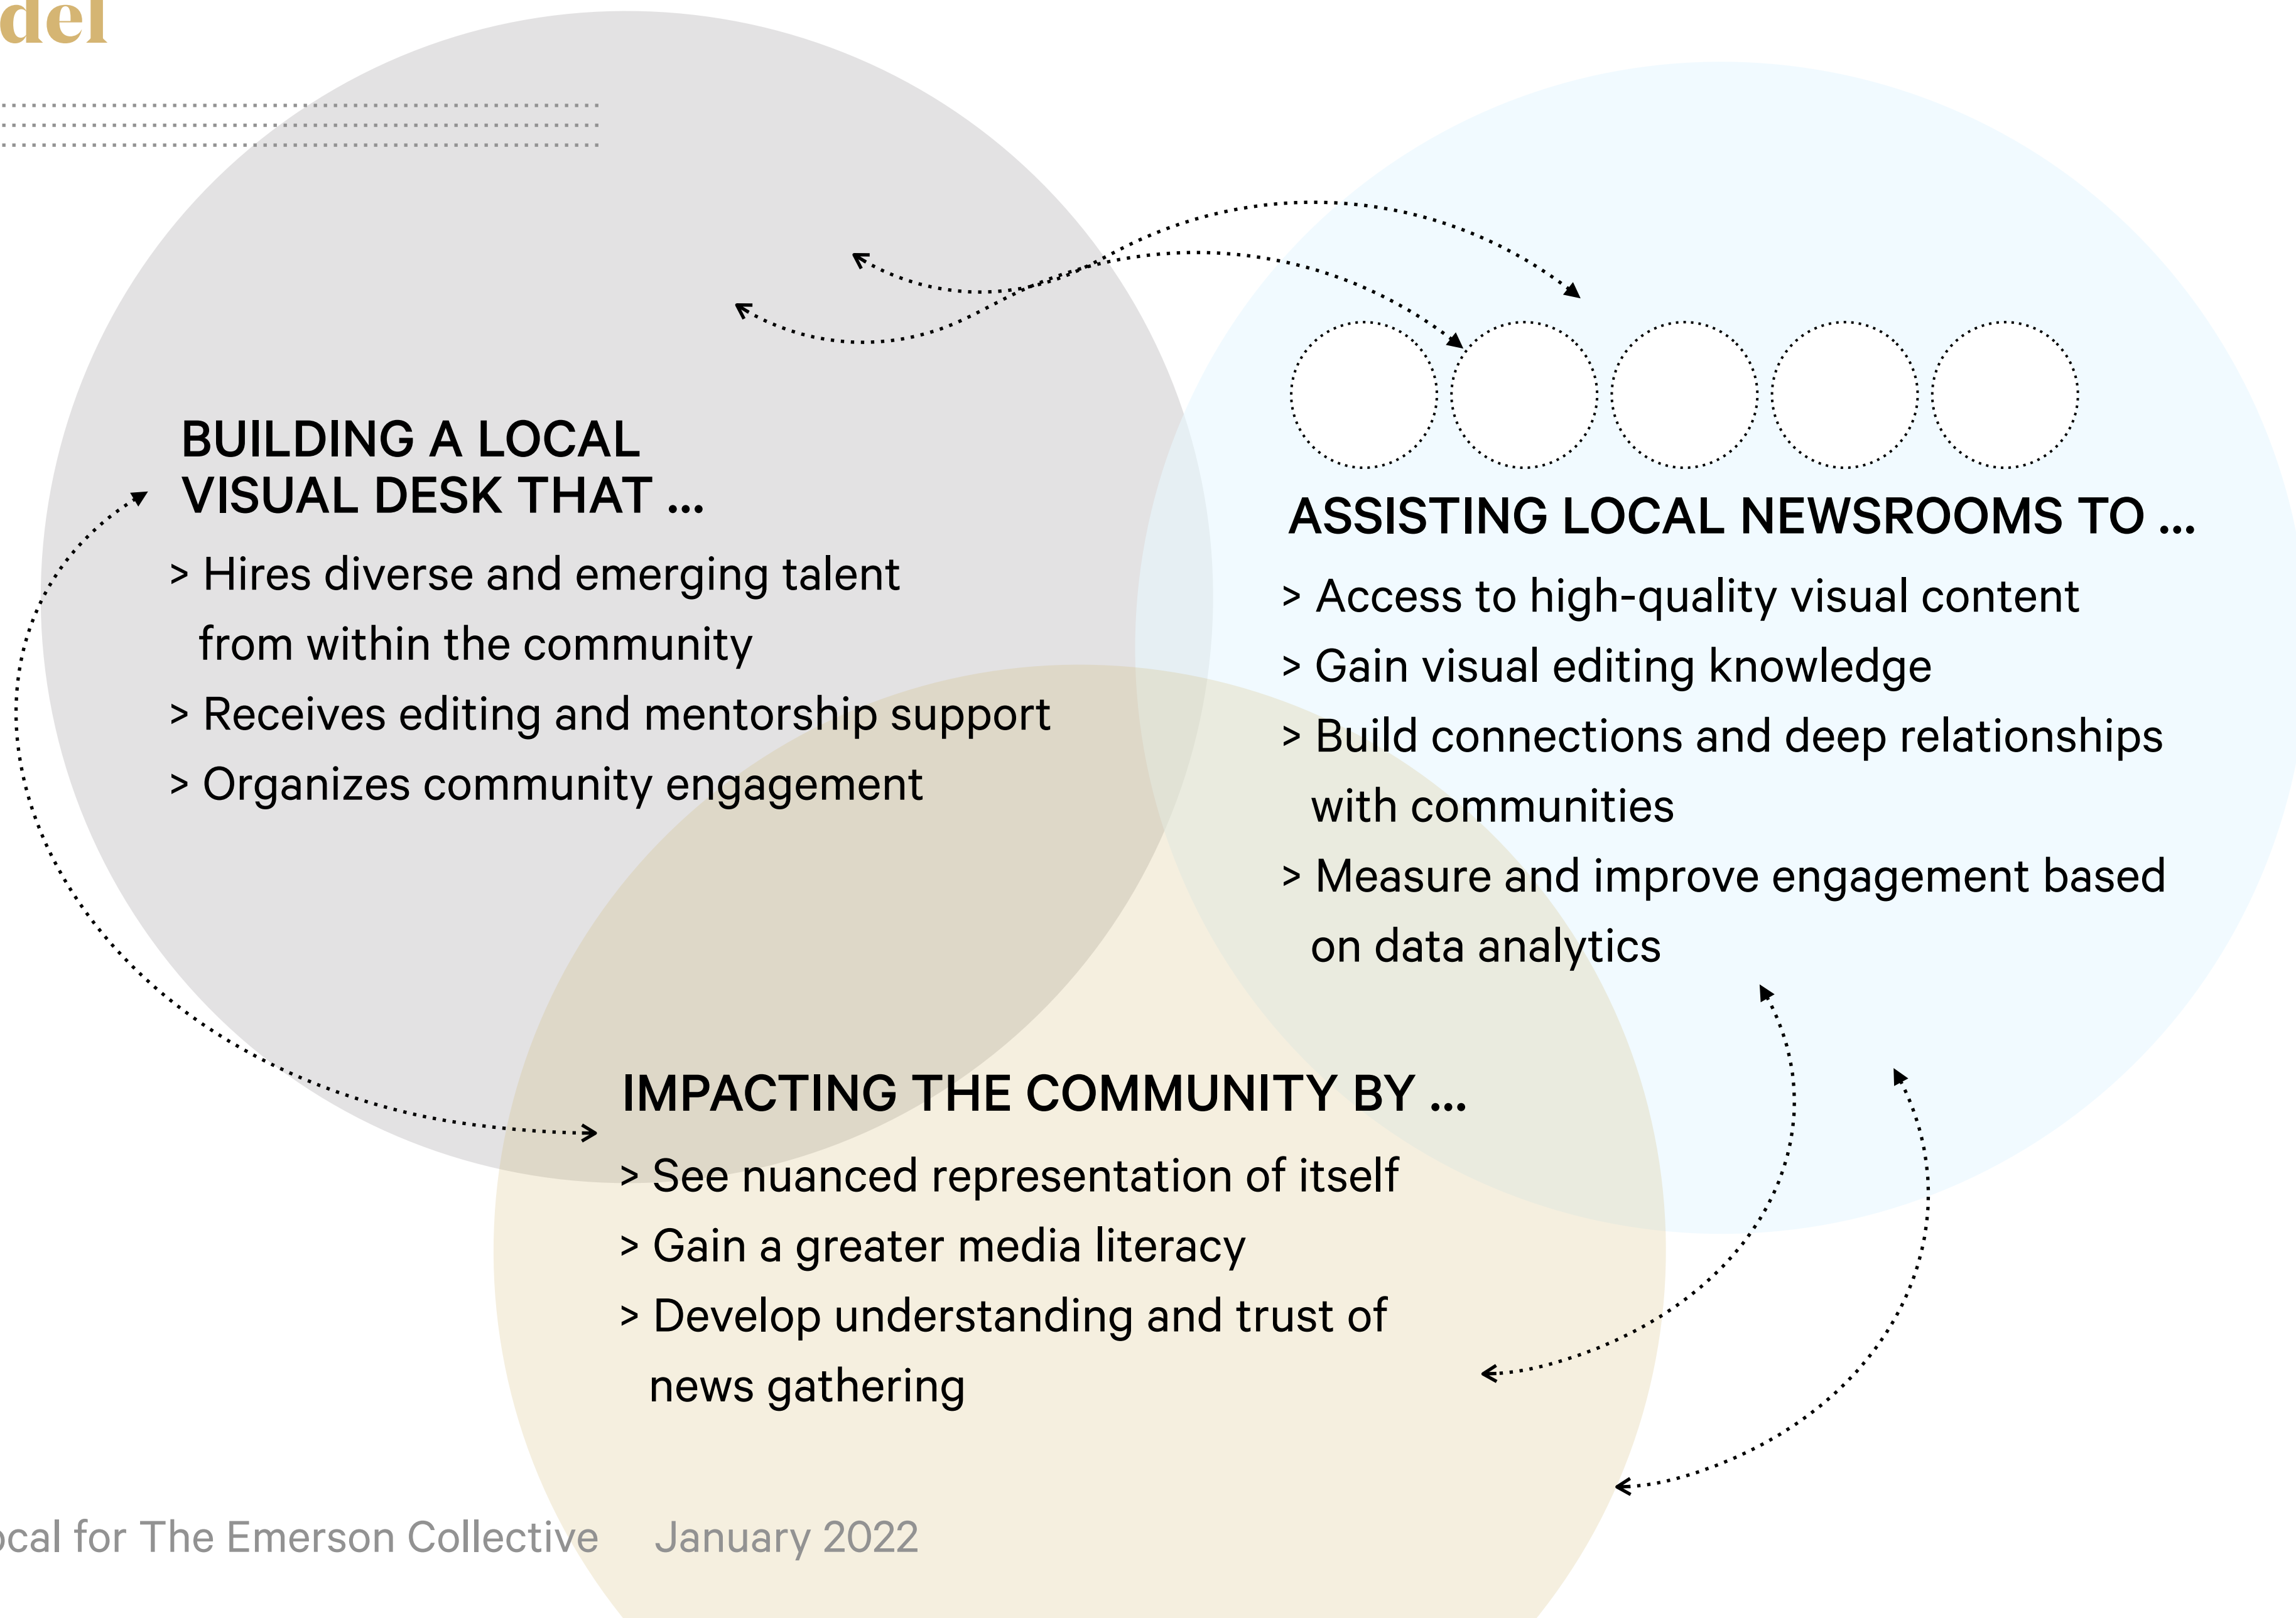 del
BUILDING A LOCAL
VISUAL DESK THAT ...
> Hires diverse and emerging talent
from within the community
> Receives editing and mentorship support
> Organizes community engagement
ASSISTING LOCAL NEWSROOMS TO ...
> Access to high-quality visual content
> Gain visual editing knowledge
> Build connections and deep relationships
with communities
> Measure and improve engagement based
on data analytics
IMPACTING THE COMMUNITY BY ...
> See nuanced representation of itself
> Gain a greater media literacy
> Develop understanding and trust of
news gathering
ocal for The Emerson Collective January 2022